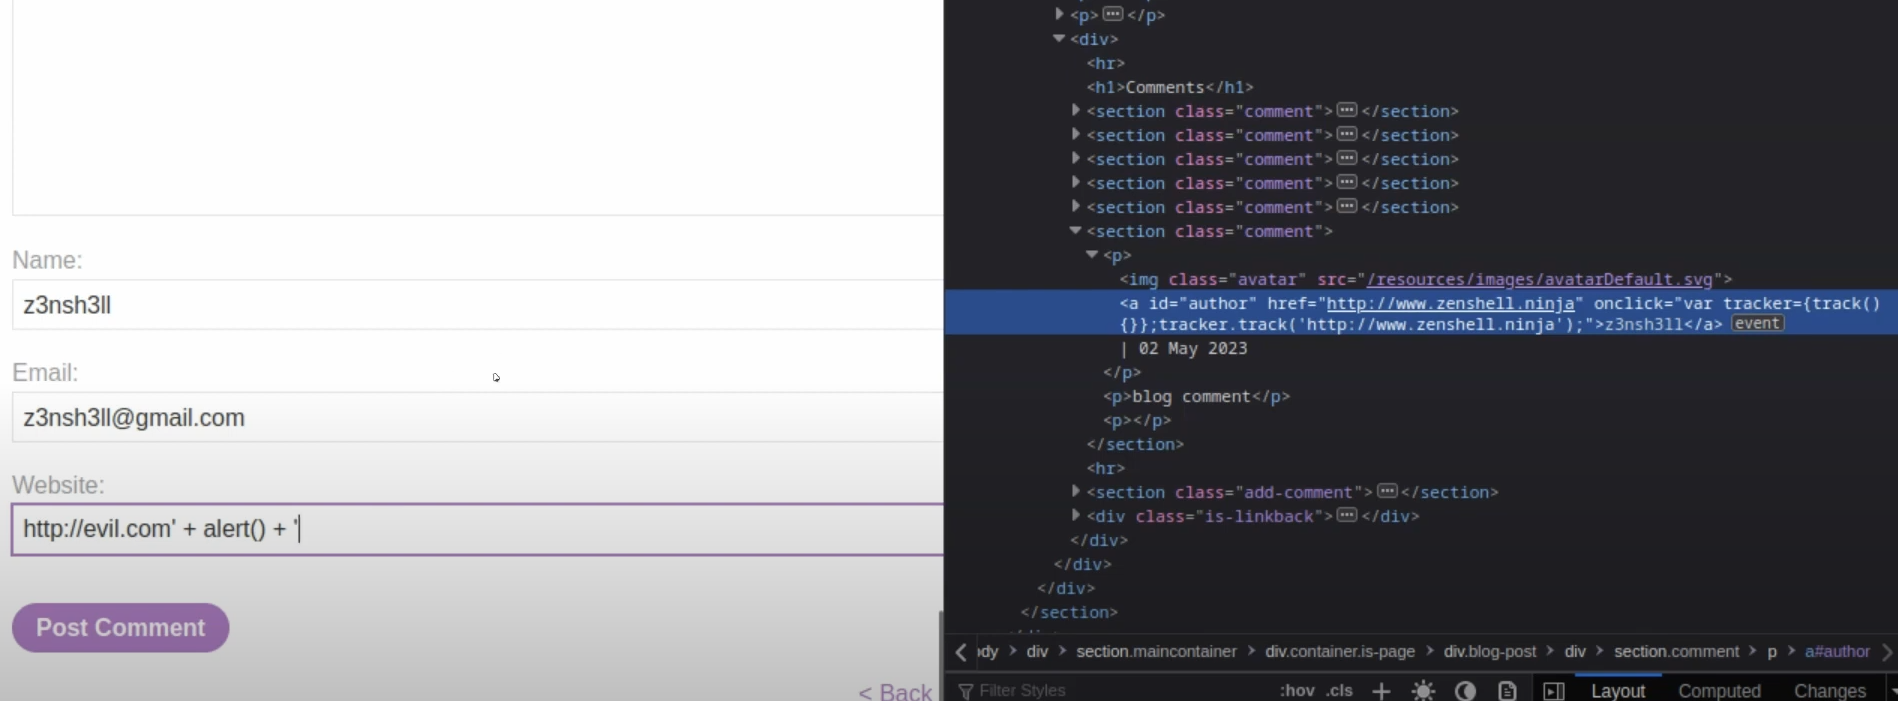 Name:
z3nsh3ll
Email:
z3nsh3ll@gmail.com
Website:
http://evil.com' + alert() + '
Post Comment
< Back
<p>···</p>
<div>
<hr>
<h1>Comments</h1>
<section class="comment">···</section>
<section class="comment">···</section>
<section class="comment">···</section>
<section class="comment">···</section>
<section class="comment">···</section>
<section class="comment">
<p>
<img class="avatar" src="/resources/images/avatarDefault.svg">
<a id="author" href="http://www.zenshell.ninja" onclick="var tracker={track()
{}};tracker.track('http://www.zenshell.ninja');">z3nsh3ll</a> event
| 02 May 2023
</p>
<p>blog comment</p>
<p></p>
</section>
<hr>
<section class="add-comment">···</section>
<div class="is-linkback">···</div>
</div>
</div>
</div>
</section>
dy > div > section.maincontainer > div.container.is-page > div.blog-post > div > section.comment > p > a#author
Filter Styles :hov .cls + Layout Computed Changes